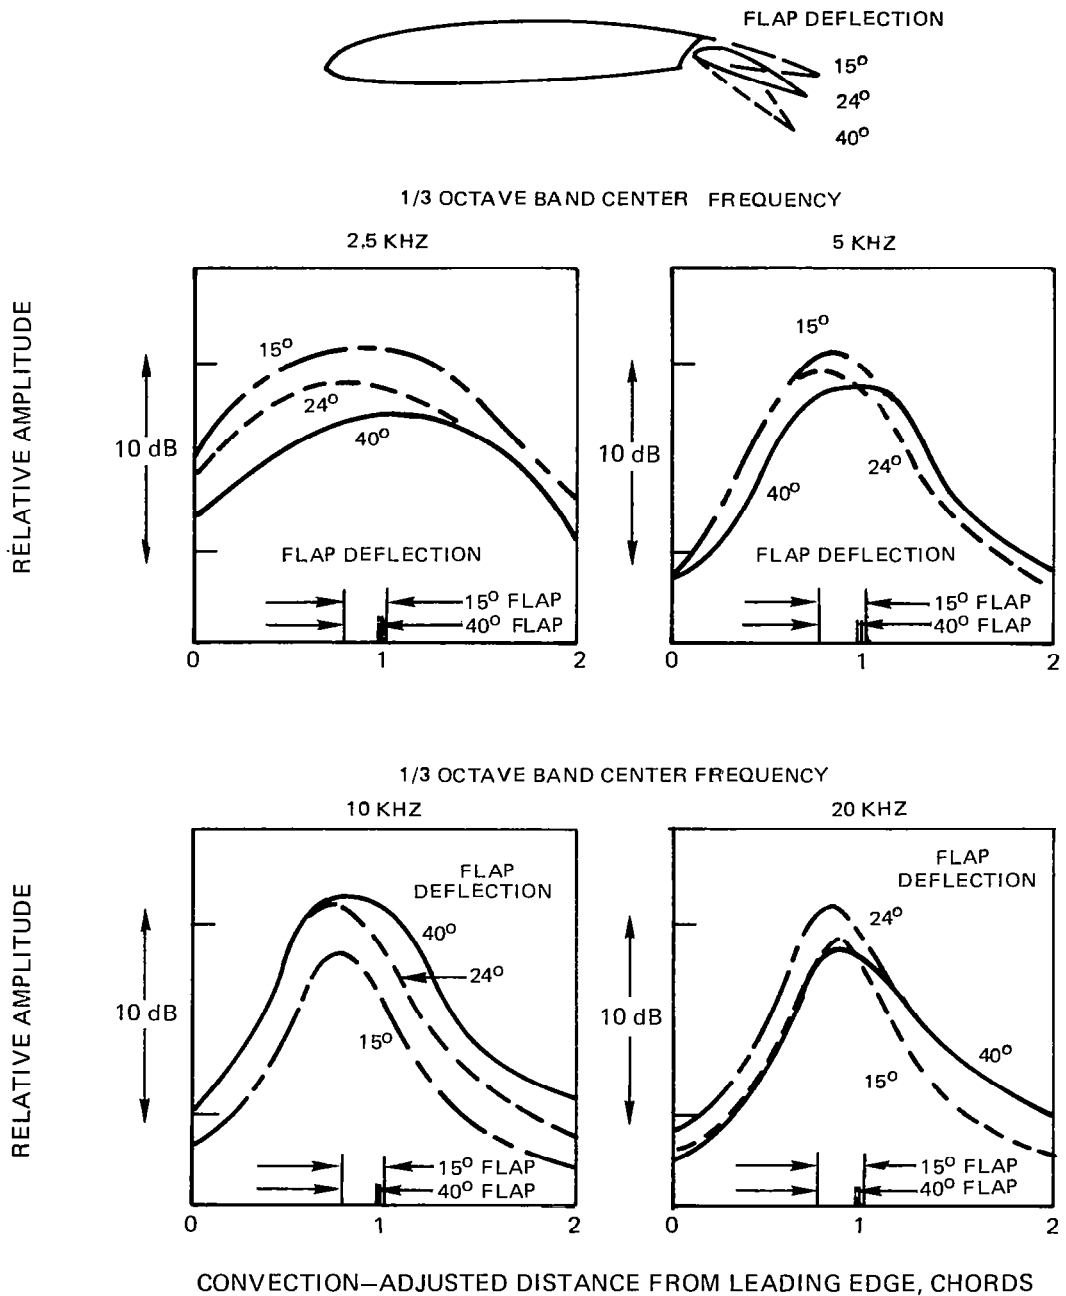 FLAP DEFLECTION
15°
24°
40°
1/3 OCTAVE BAND CENTER FREQUENCY
2.5 KHZ
5 KHZ
RELATIVE AMPLITUDE
10 dB
15°
24°
40°
FLAP DEFLECTION
15° FLAP
40° FLAP
0
1
2
10 dB
15°
24°
40°
FLAP DEFLECTION
15° FLAP
40° FLAP
0
1
2
1/3 OCTAVE BAND CENTER FREQUENCY
10 KHZ
20 KHZ
RELATIVE AMPLITUDE
10 dB
FLAP
DEFLECTION
40°
24°
15°
15° FLAP
40° FLAP
0
1
2
10 dB
FLAP
DEFLECTION
24°
40°
15°
15° FLAP
40° FLAP
0
1
2
CONVECTION—ADJUSTED DISTANCE FROM LEADING EDGE, CHORDS